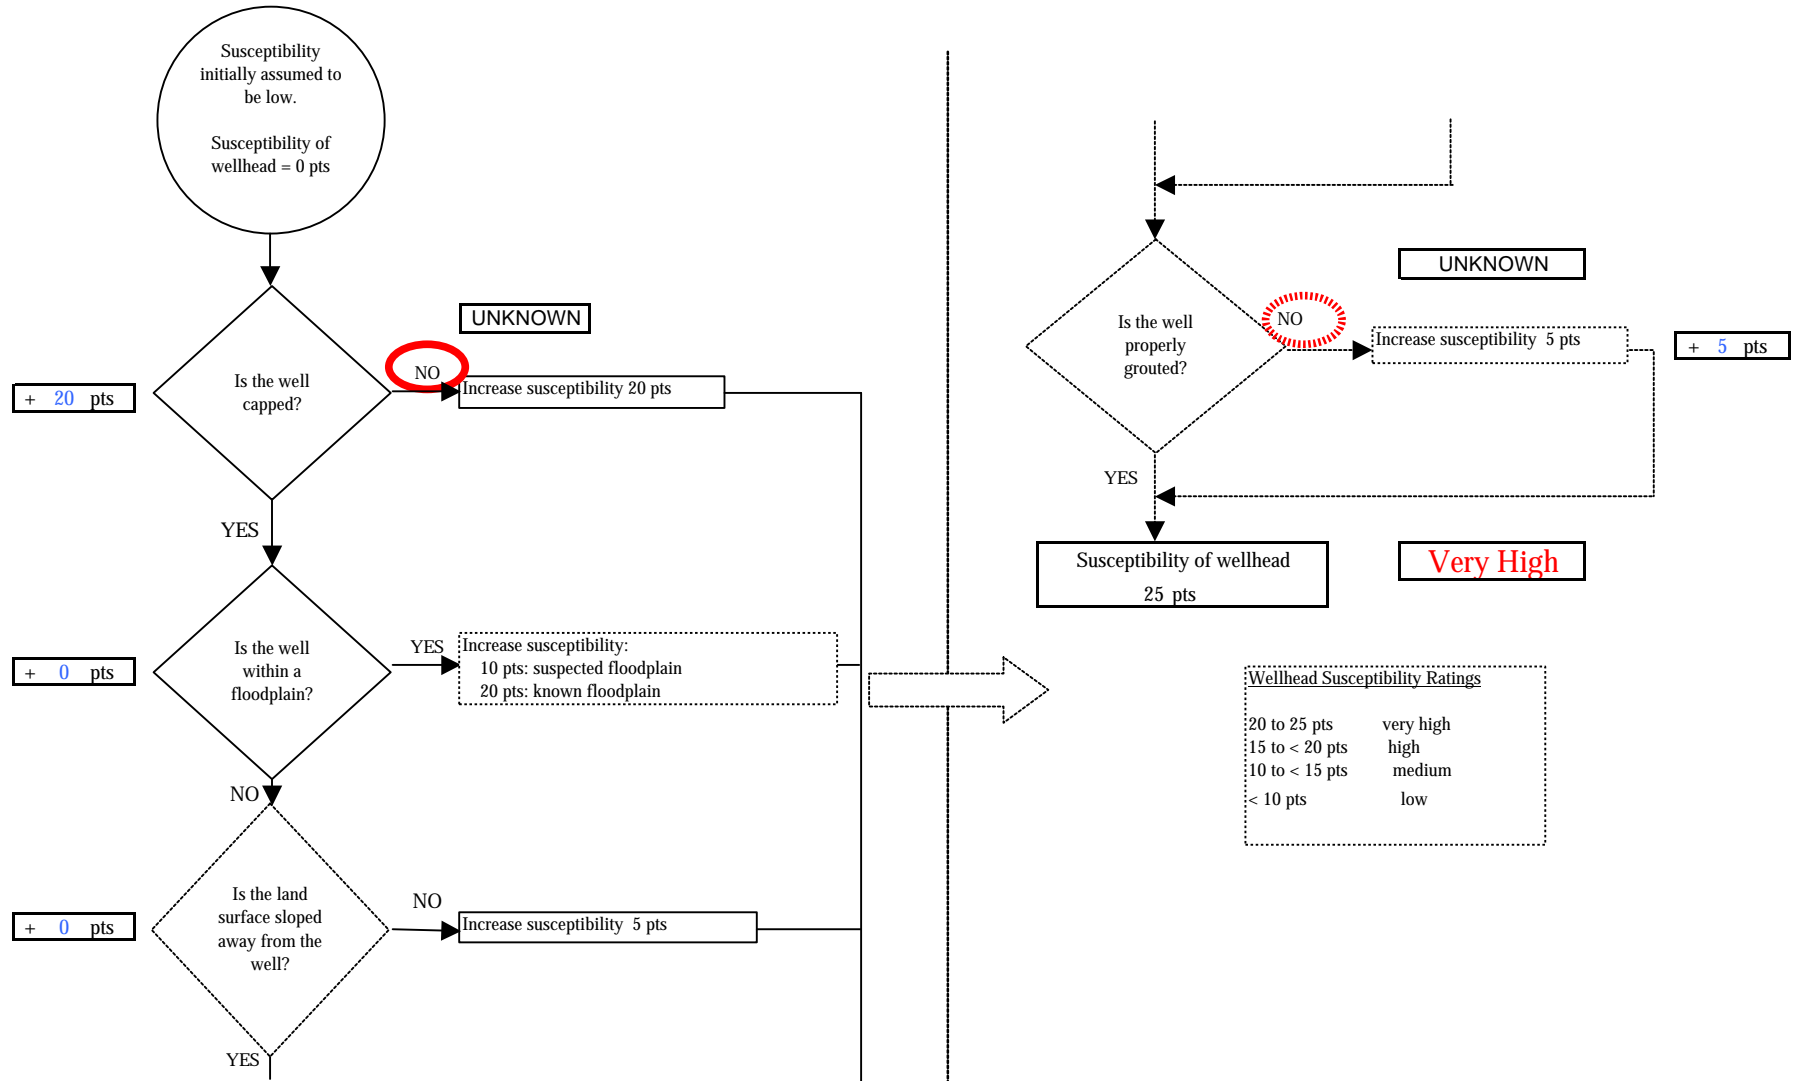 Susceptibility
initially assumed to
be low.
Susceptibility of
wellhead = 0 pts
UNKNOWN
NO
Is the well
capped?
Increase susceptibility 20 pts
+ 20 pts
YES
Is the well
within a
floodplain?
YES
Increase susceptibility:
10 pts: suspected floodplain
20 pts: known floodplain
+ 0 pts
NO
Is the land
surface sloped
away from the
well?
NO
Increase susceptibility 5 pts
+ 0 pts
YES
UNKNOWN
Is the well
properly
grouted?
NO
Increase susceptibility 5 pts
+ 5 pts
YES
Susceptibility of wellhead
25 pts
Very High
Wellhead Susceptibility Ratings
20 to 25 pts very high
15 to < 20 pts high
10 to < 15 pts medium
< 10 pts low